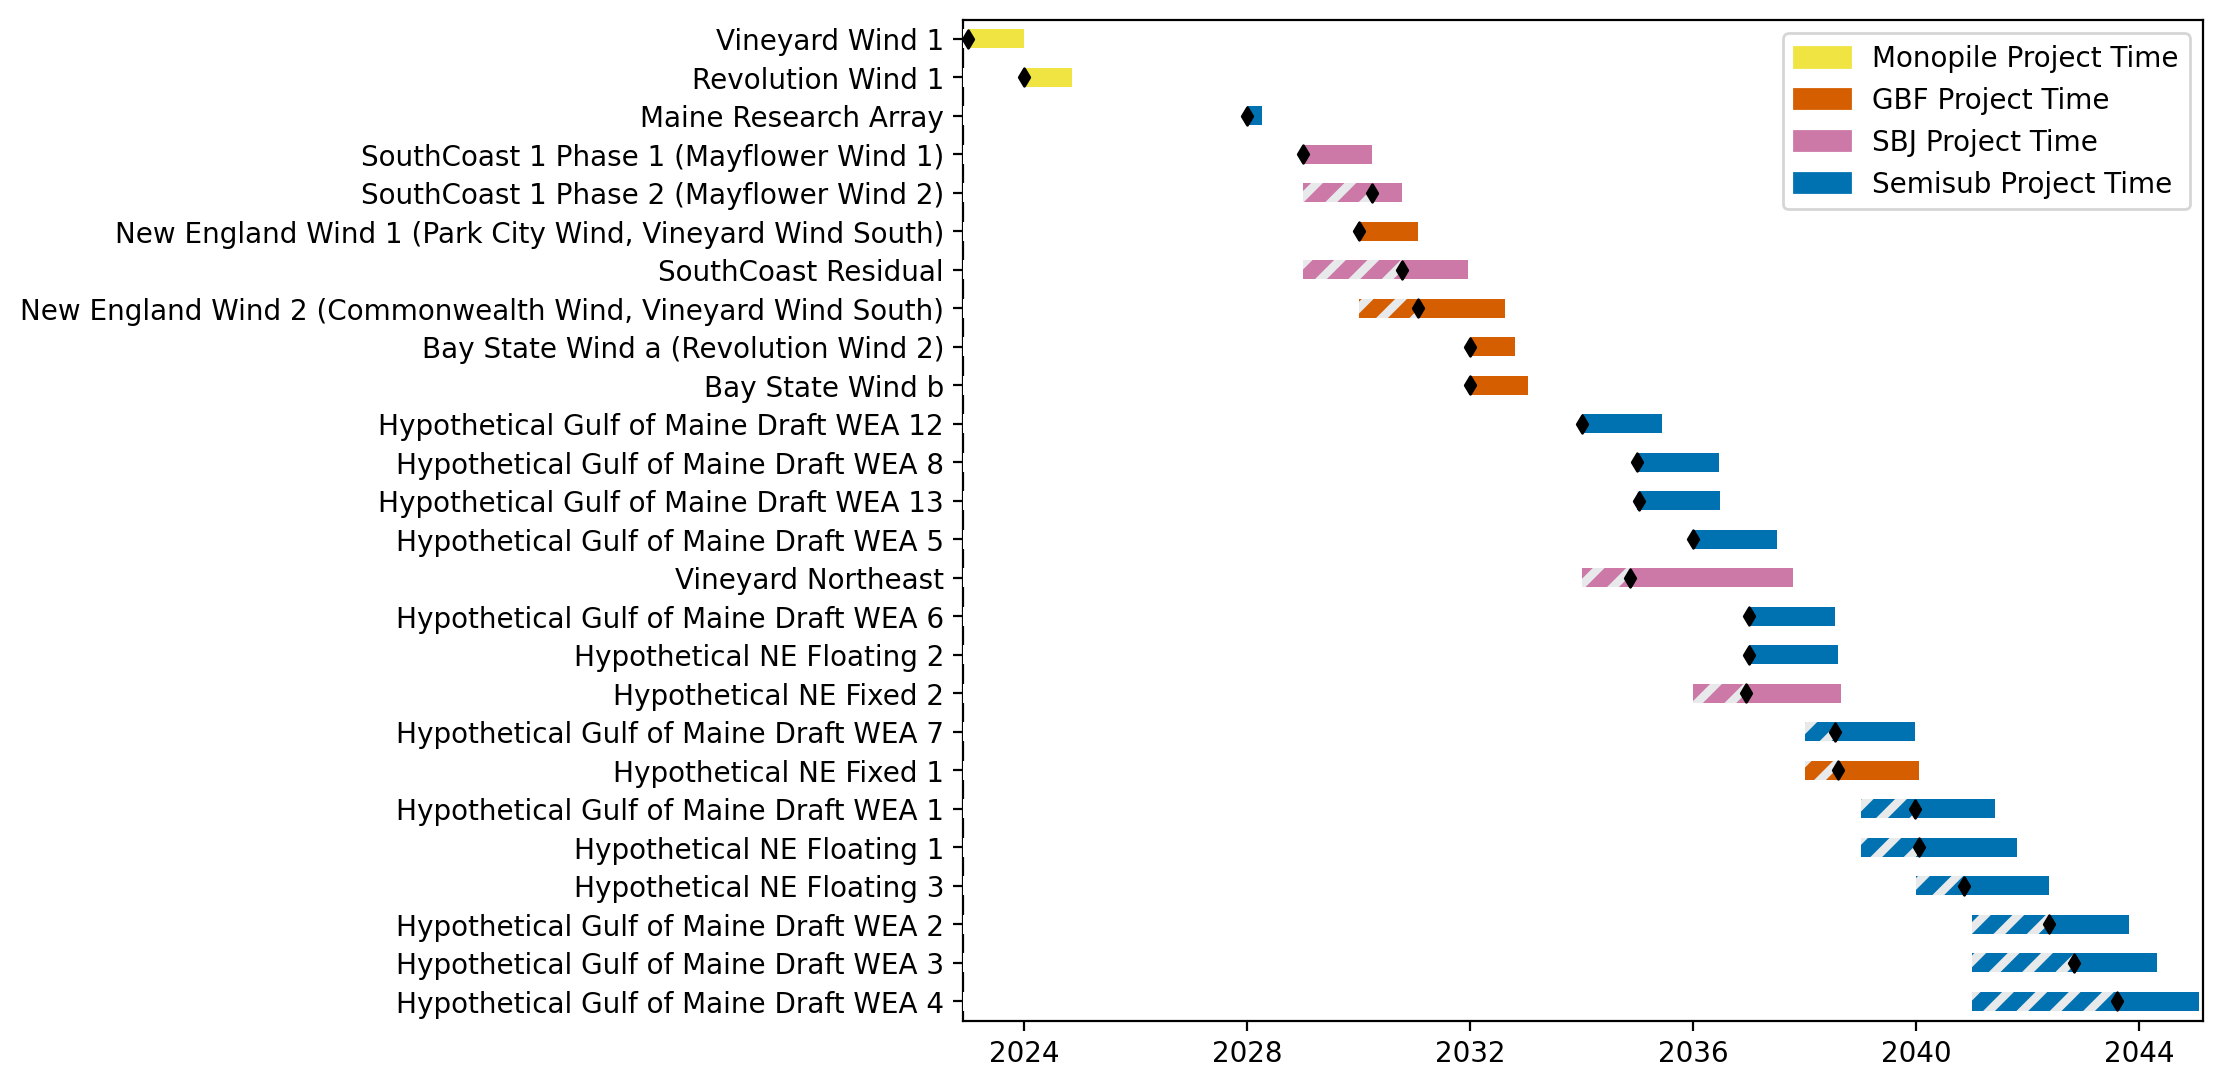 Vineyard Wind 1
Revolution Wind 1
Maine Research Array
SouthCoast 1 Phase 1 (Mayflower Wind 1)
SouthCoast 1 Phase 2 (Mayflower Wind 2)
New England Wind 1 (Park City Wind, Vineyard Wind South)
SouthCoast Residual
New England Wind 2 (Commonwealth Wind, Vineyard Wind South)
Bay State Wind a (Revolution Wind 2)
Bay State Wind b
Hypothetical Gulf of Maine Draft WEA 12
Hypothetical Gulf of Maine Draft WEA 8
Hypothetical Gulf of Maine Draft WEA 13
Hypothetical Gulf of Maine Draft WEA 5
Vineyard Northeast
Hypothetical Gulf of Maine Draft WEA 6
Hypothetical NE Floating 2
Hypothetical NE Fixed 2
Hypothetical Gulf of Maine Draft WEA 7
Hypothetical NE Fixed 1
Hypothetical Gulf of Maine Draft WEA 1
Hypothetical NE Floating 1
Hypothetical NE Floating 3
Hypothetical Gulf of Maine Draft WEA 2
Hypothetical Gulf of Maine Draft WEA 3
Hypothetical Gulf of Maine Draft WEA 4
Monopile Project Time
GBF Project Time
SBJ Project Time
Semisub Project Time
2024 2028 2032 2036 2040 2044